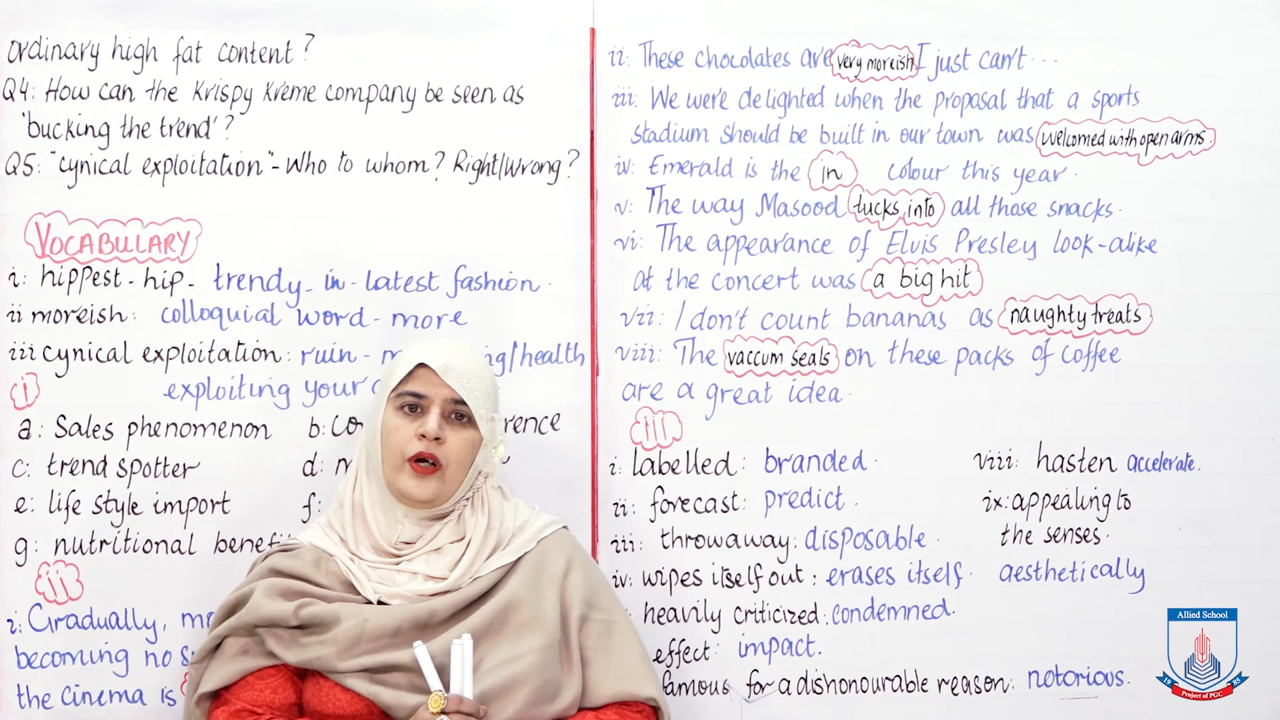 ordinary high fat content?
Q4: How can the Krispy Kreme company be seen as
'bucking the trend'?
Q5: "cynical exploitation" - Who to whom? Right/Wrong?
VOCABULARY
i: hippest - hip - trendy - in - latest fashion.
ii moreish: colloquial word - more
iii cynical exploitation: ruin - /health
exploiting your
i
a: Sales phenomenon b: rence
c: trend spotter d:
e: life style import f:
g: nutritional benefi
ii
i: Gradually,
becoming no
the cinema is
ii: These chocolates are very moreish I just can't ...
iii: We were delighted when the proposal that a sports
stadium should be built in our town was welcomed with open arms.
iv: Emerald is the in colour this year.
v: The way Masood tucks into all those snacks.
vi: The appearance of Elvis Presley look-alike
at the concert was a big hit
vii: I don't count bananas as naughty treats
viii: The vaccum seals on these packs of coffee
are a great idea.
iii
i: labelled: branded.
ii: forecast: predict.
iii: throwaway: disposable.
iv: wipes itself out: erases itself.
heavily criticized: condemned.
effect: impact.
famous for a dishonourable reason: notorious.
viii: hasten accelerate.
ix: appealing to
the senses.
aesthetically
Allied School
1985
Project of PGC